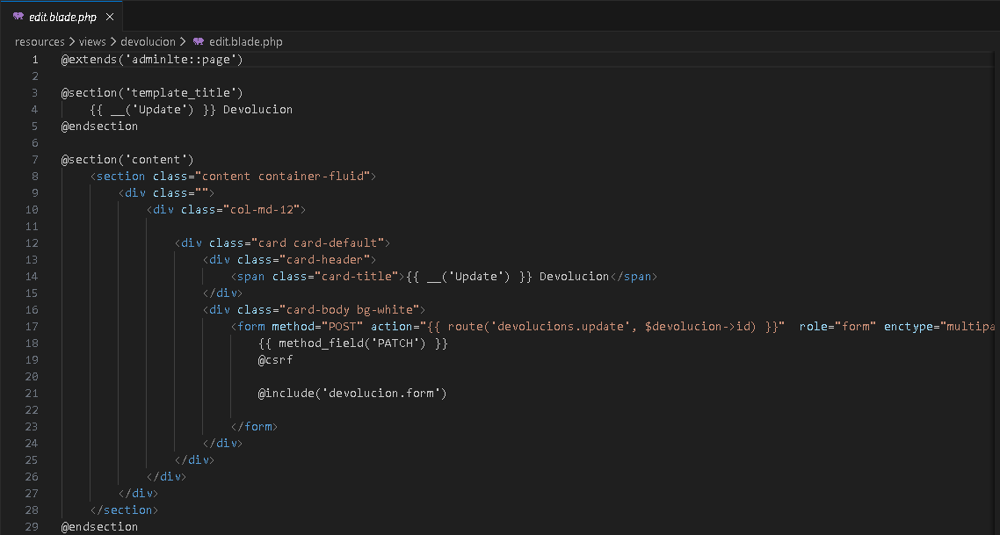 edit.blade.php
resources > views > devolucion > edit.blade.php
1 @extends('adminlte::page')
2
3 @section('template_title')
4 {{ __('Update') }} Devolucion
5 @endsection
6
7 @section('content')
8 <section class="content container-fluid">
9 <div class="">
10 <div class="col-md-12">
11
12 <div class="card card-default">
13 <div class="card-header">
14 <span class="card-title">{{ __('Update') }} Devolucion</span>
15 </div>
16 <div class="card-body bg-white">
17 <form method="POST" action="{{ route('devolucions.update', $devolucion->id) }}"  role="form" enctype="multipa
18 {{ method_field('PATCH') }}
19 @csrf
20
21 @include('devolucion.form')
22
23 </form>
24 </div>
25 </div>
26 </div>
27 </div>
28 </section>
29 @endsection